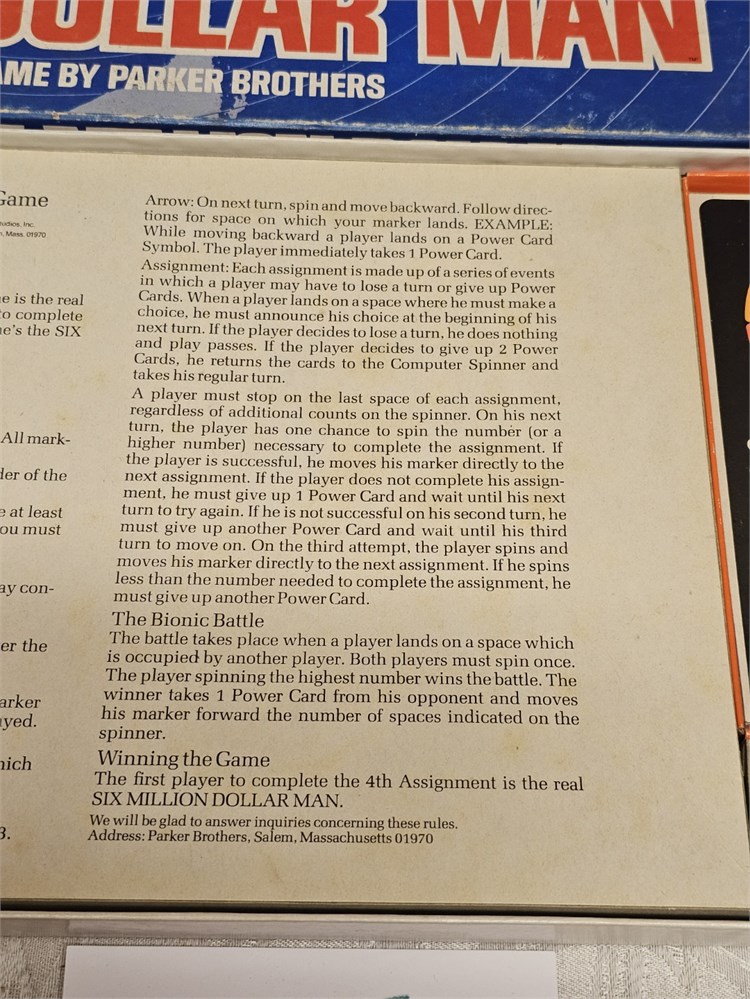 DOLLAR MAN
AME BY PARKER BROTHERS
Game
tudios, Inc.
n, Mass. 01970
e is the real
to complete
e's the SIX
All mark-
der of the
e at least
ou must
ay con-
er the
arker
ayed.
hich
3.
Arrow: On next turn, spin and move backward. Follow direc-
tions for space on which your marker lands. EXAMPLE:
While moving backward a player lands on a Power Card
Symbol. The player immediately takes 1 Power Card.
Assignment: Each assignment is made up of a series of events
in which a player may have to lose a turn or give up Power
Cards. When a player lands on a space where he must make a
choice, he must announce his choice at the beginning of his
next turn. If the player decides to lose a turn, he does nothing
and play passes. If the player decides to give up 2 Power
Cards, he returns the cards to the Computer Spinner and
takes his regular turn.
A player must stop on the last space of each assignment,
regardless of additional counts on the spinner. On his next
turn, the player has one chance to spin the number (or a
higher number) necessary to complete the assignment. If
the player is successful, he moves his marker directly to the
next assignment. If the player does not complete his assign-
ment, he must give up 1 Power Card and wait until his next
turn to try again. If he is not successful on his second turn, he
must give up another Power Card and wait until his third
turn to move on. On the third attempt, the player spins and
moves his marker directly to the next assignment. If he spins
less than the number needed to complete the assignment, he
must give up another Power Card.
The Bionic Battle
The battle takes place when a player lands on a space which
is occupied by another player. Both players must spin once.
The player spinning the highest number wins the battle. The
winner takes 1 Power Card from his opponent and moves
his marker forward the number of spaces indicated on the
spinner.
Winning the Game
The first player to complete the 4th Assignment is the real
SIX MILLION DOLLAR MAN.
We will be glad to answer inquiries concerning these rules.
Address: Parker Brothers, Salem, Massachusetts 01970